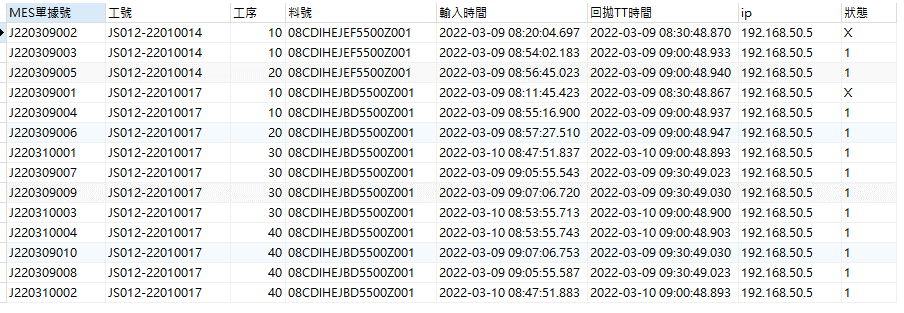 MES單據號 工號 工序 料號 輸入時間 回拋TT時間 ip 狀態
J220309002 JS012-22010014 10 08CDIHEJEF5500Z001 2022-03-09 08:20:04.697 2022-03-09 08:30:48.870 192.168.50.5 X
J220309003 JS012-22010014 10 08CDIHEJEF5500Z001 2022-03-09 08:54:02.183 2022-03-09 09:00:48.933 192.168.50.5 1
J220309005 JS012-22010014 20 08CDIHEJEF5500Z001 2022-03-09 08:56:45.023 2022-03-09 09:00:48.940 192.168.50.5 1
J220309001 JS012-22010017 10 08CDIHEJBD5500Z001 2022-03-09 08:11:45.423 2022-03-09 08:30:48.867 192.168.50.5 X
J220309004 JS012-22010017 10 08CDIHEJBD5500Z001 2022-03-09 08:55:16.900 2022-03-09 09:00:48.937 192.168.50.5 1
J220309006 JS012-22010017 20 08CDIHEJBD5500Z001 2022-03-09 08:57:27.510 2022-03-09 09:00:48.947 192.168.50.5 1
J220310001 JS012-22010017 30 08CDIHEJBD5500Z001 2022-03-10 08:47:51.837 2022-03-10 09:00:48.893 192.168.50.5 1
J220309007 JS012-22010017 30 08CDIHEJBD5500Z001 2022-03-09 09:05:55.543 2022-03-09 09:30:49.023 192.168.50.5 1
J220309009 JS012-22010017 30 08CDIHEJBD5500Z001 2022-03-09 09:07:06.720 2022-03-09 09:30:49.030 192.168.50.5 1
J220310003 JS012-22010017 30 08CDIHEJBD5500Z001 2022-03-10 08:53:55.713 2022-03-10 09:00:48.900 192.168.50.5 1
J220310004 JS012-22010017 40 08CDIHEJBD5500Z001 2022-03-10 08:53:55.743 2022-03-10 09:00:48.903 192.168.50.5 1
J220309010 JS012-22010017 40 08CDIHEJBD5500Z001 2022-03-09 09:07:06.753 2022-03-09 09:30:49.030 192.168.50.5 1
J220309008 JS012-22010017 40 08CDIHEJBD5500Z001 2022-03-09 09:05:55.587 2022-03-09 09:30:49.023 192.168.50.5 1
J220310002 JS012-22010017 40 08CDIHEJBD5500Z001 2022-03-10 08:47:51.883 2022-03-10 09:00:48.893 192.168.50.5 1